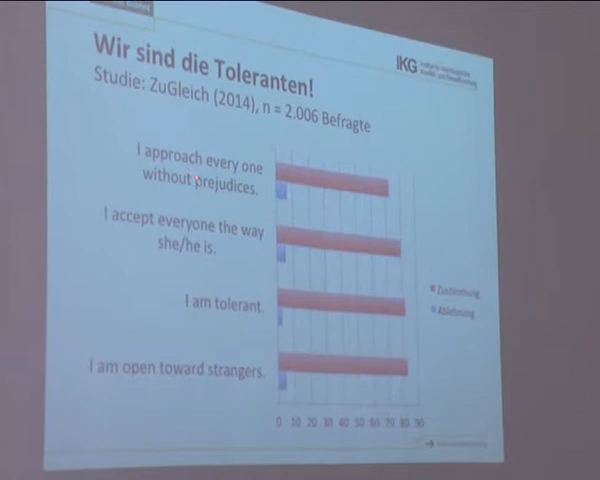 Wir sind die Toleranten!
Studie: ZuGleich (2014), n = 2.006 Befragte
IKG
I approach every one
without prejudices.
I accept everyone the way
she/he is.
I am tolerant.
I am open toward strangers.
Zustimmung
Ablehnung
0 10 20 30 40 50 60 70 80 90